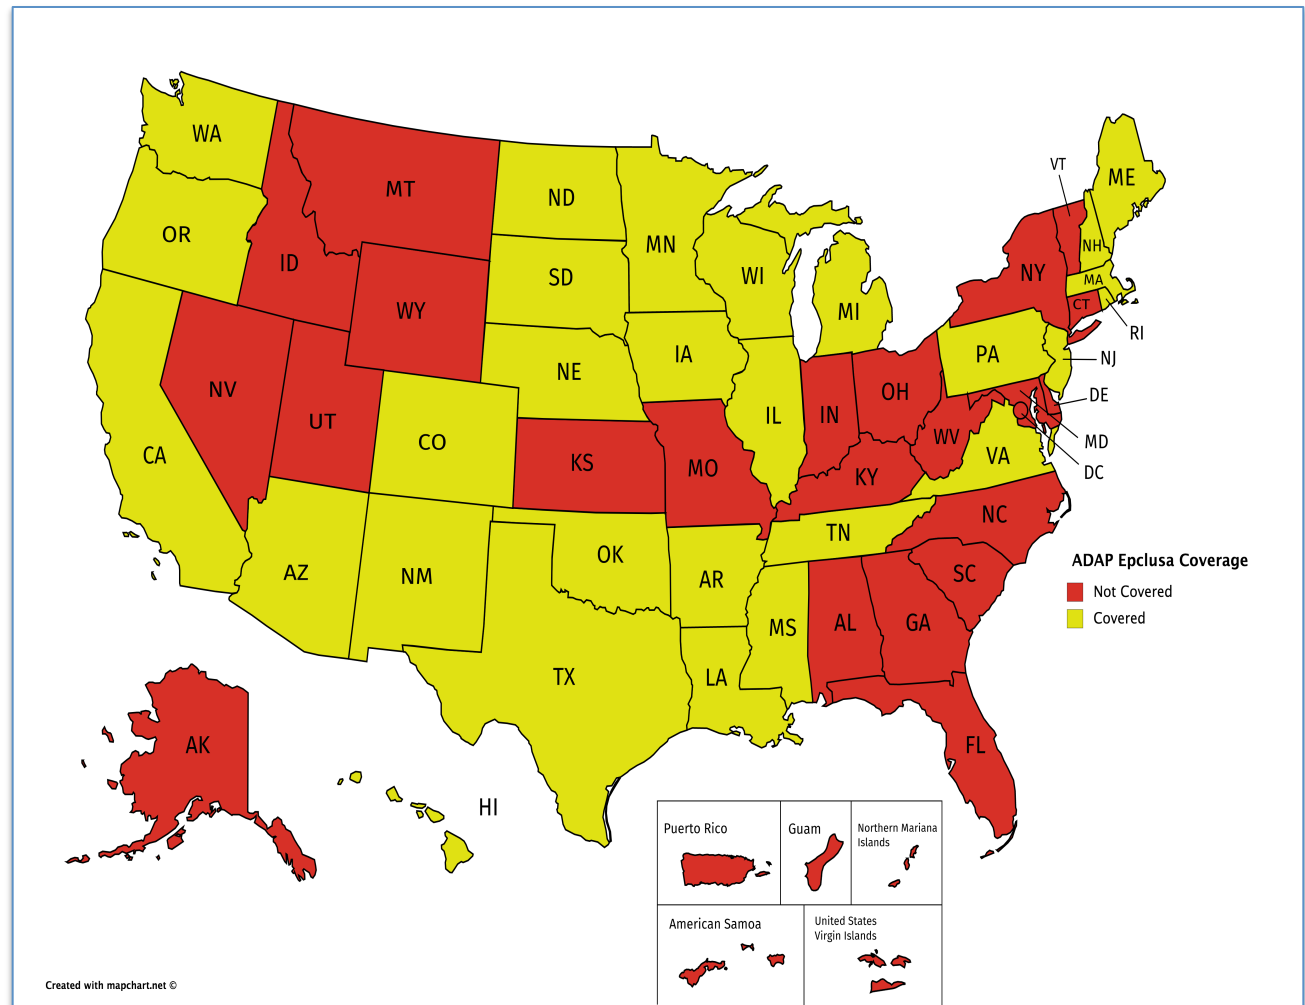 WA
MT
ND
MN
VT
ME
OR
ID
SD
WI
MI
NY
NH
MA
CT
RI
WY
NE
IA
PA
NJ
NV
UT
CO
IL
IN
OH
DE
MD
DC
WV
VA
CA
KS
MO
KY
NC
TN
AZ
NM
OK
AR
SC
MS
AL
GA
TX
LA
FL
AK
HI
ADAP Epclusa Coverage
Not Covered
Covered
Puerto Rico
Guam
Northern Mariana
Islands
American Samoa
United States
Virgin Islands
Created with mapchart.net ©